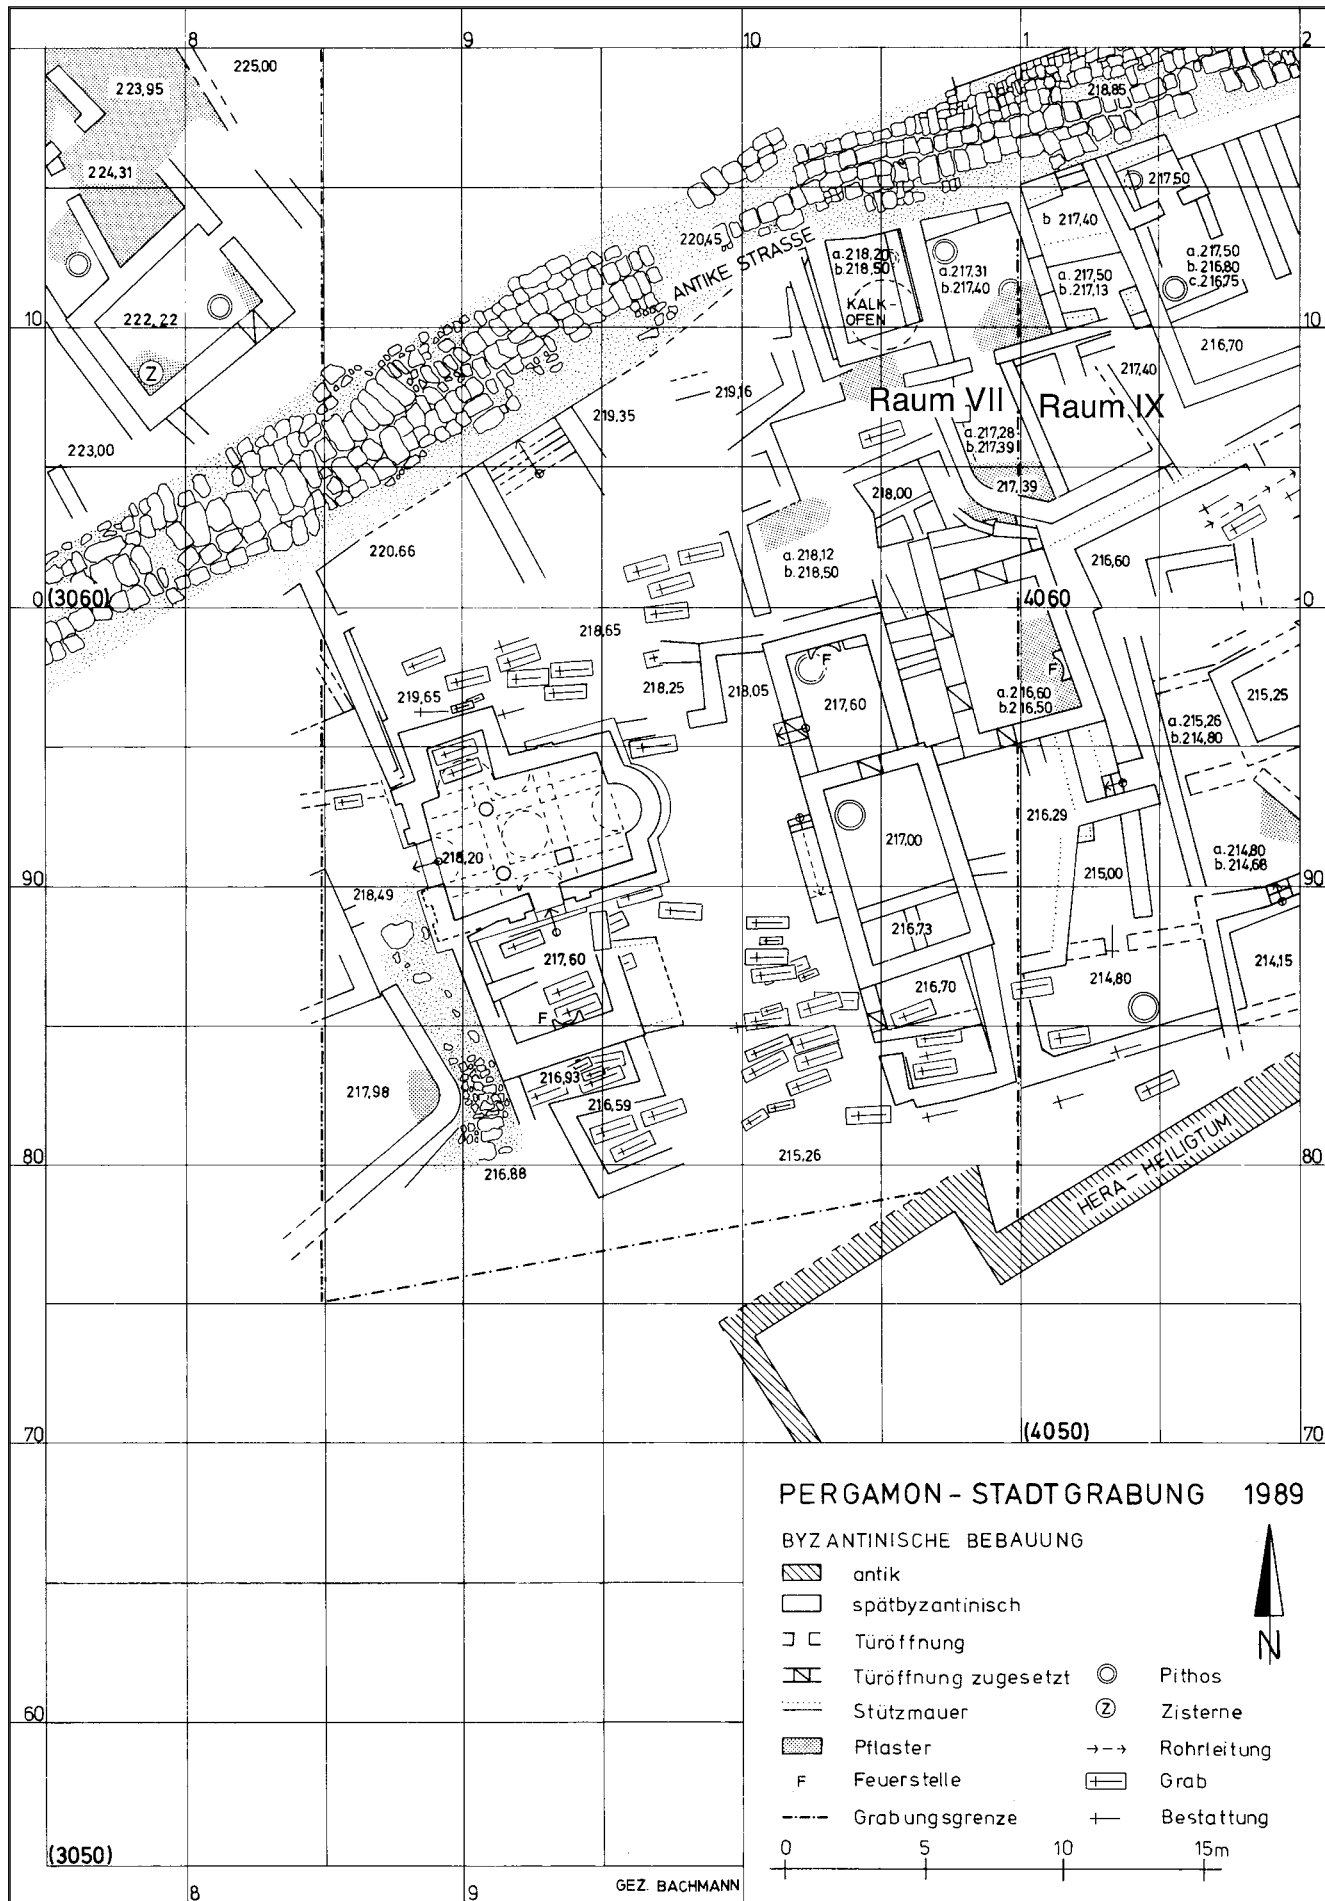 8 9 10 1 2
225,00
223,95
218,85
224,31
217,50
b 217,40
220,45
ANTIKE STRASSE
a.218,20
b.218,50
a.217,31
b.217,40
a.217,50
b.217,13
a.217,50
b.216,80
c.216,75
KALK-
OFEN
222,22
10
10
216,70
Z
217,40
219,16
Raum VII
Raum IX
219,35
223,00
a.217,28
b.217,39
217,39
218,00
220,66
a.218,12
b.218,50
216,60
0 (3060)
4060
0
218,65
F
219,65
218,25
218,05
217,60
F
a.216,60
b.216,50
215,25
a.215,26
b.214,80
218,20
217,00
216,29
a.214,80
b.214,68
215,00
90
218,49
90
216,73
217,60
214,15
216,70
214,80
F
217,98
216,93
216,59
80
216,88
215,26
HERA-HEILIGTUM
80
70
(4050)
70
PERGAMON - STADTGRABUNG 1989
BYZANTINISCHE BEBAUUNG
antik
spätbyzantinisch
Türöffnung
Türöffnung zugesetzt
Pithos
Stützmauer
Z Zisterne
Pflaster
Rohrleitung
F Feuerstelle
Grab
Grabungsgrenze
Bestattung
N
60
0 5 10 15m
(3050)
8 9
GEZ. BACHMANN